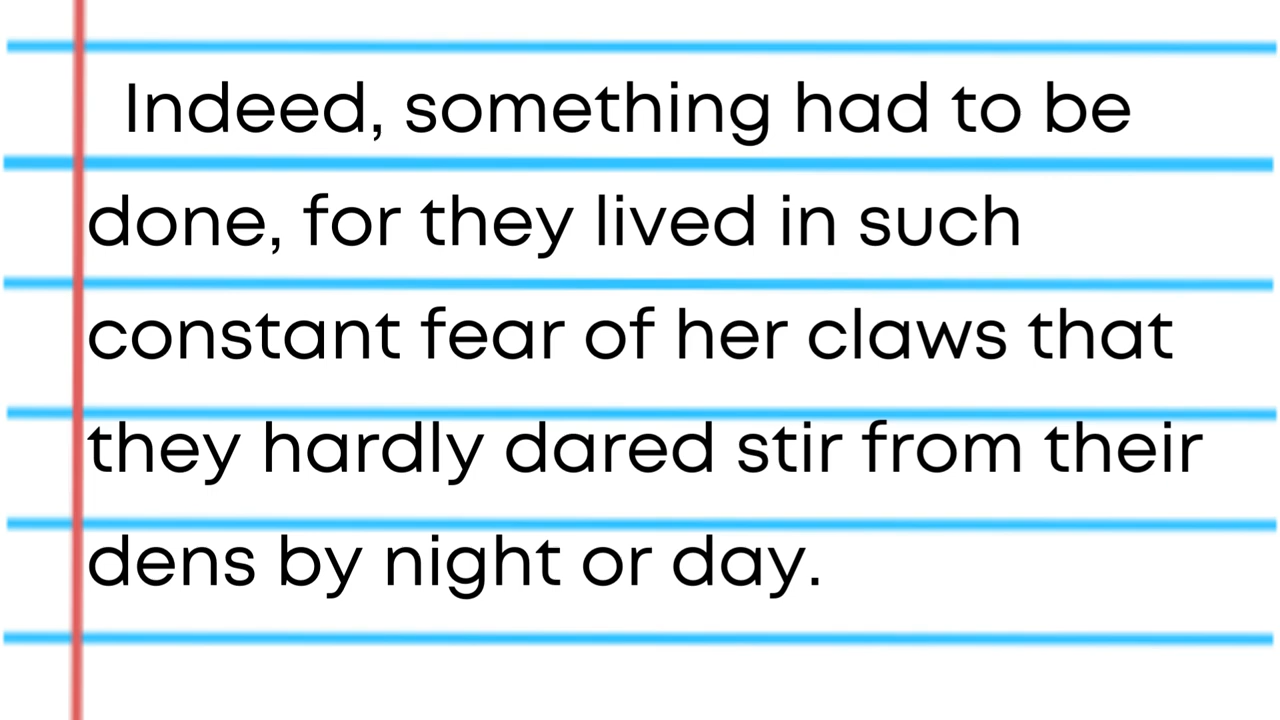 Indeed, something had to be
done, for they lived in such
constant fear of her claws that
they hardly dared stir from their
dens by night or day.